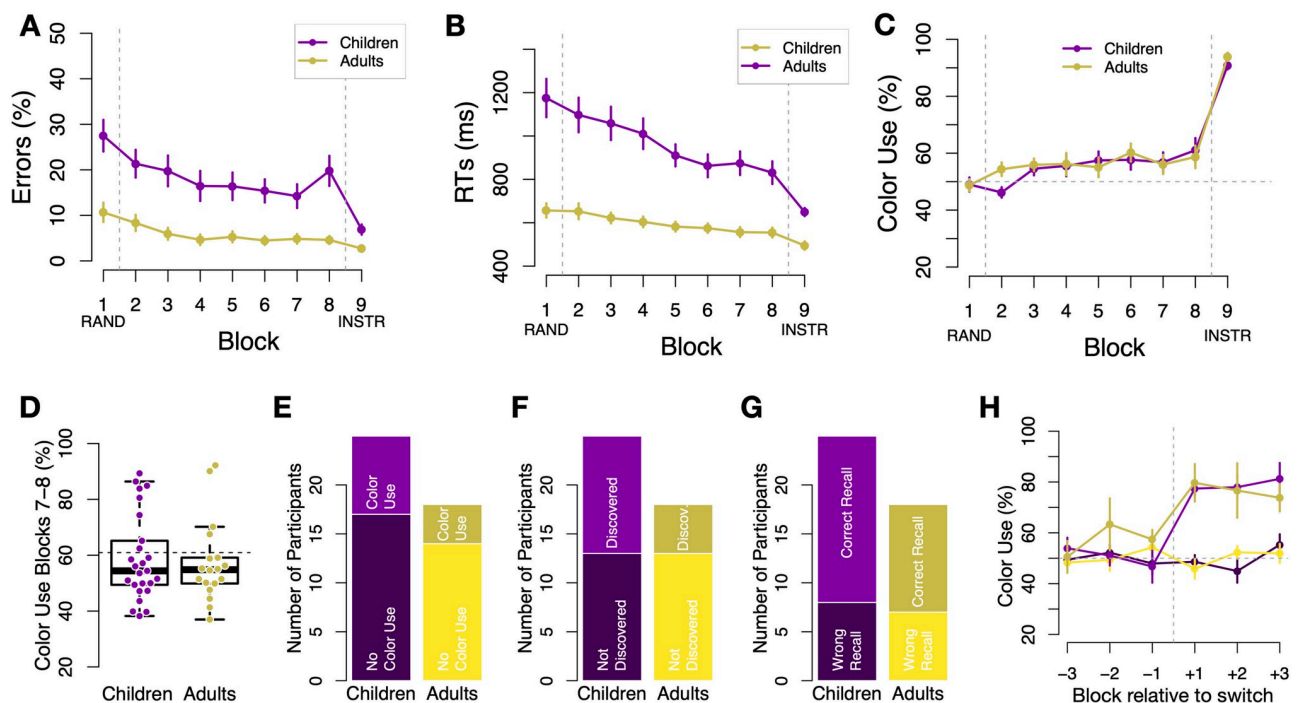 A
Errors (%)
50
40
30
20
10
0
Children
Adults
1 2 3 4 5 6 7 8 9
RAND INSTR
Block
B
RTs (ms)
1200
800
600
400
Children
Adults
1 2 3 4 5 6 7 8 9
RAND INSTR
Block
C
Color Use (%)
100
80
60
40
20
Children
Adults
1 2 3 4 5 6 7 8 9
RAND INSTR
Block
D
Color Use Blocks 7–8 (%)
100
80
60
40
20
Children Adults
E
Number of Participants
20
15
10
5
0
Color
Use
No
Color Use
Color
Use
No
Color Use
Children Adults
F
Number of Participants
20
15
10
5
0
Discovered
Not
Discovered
Discov.
Not
Discovered
Children Adults
G
Number of Participants
20
15
10
5
0
Correct Recall
Wrong
Recall
Correct Recall
Wrong
Recall
Children Adults
H
Color Use (%)
100
80
60
40
20
−3 −2 −1 +1 +2 +3
Block relative to switch